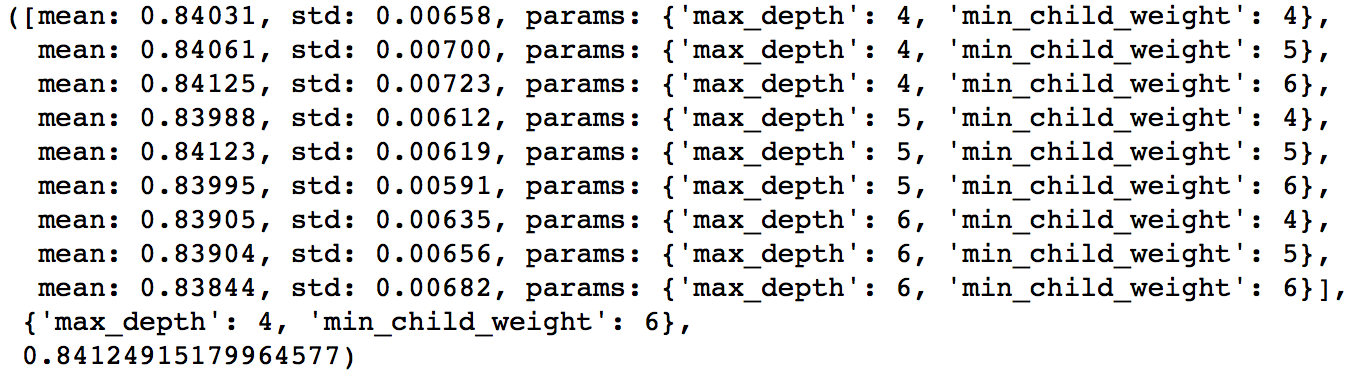 ([mean: 0.84031, std: 0.00658, params: {'max_depth': 4, 'min_child_weight': 4},
mean: 0.84061, std: 0.00700, params: {'max_depth': 4, 'min_child_weight': 5},
mean: 0.84125, std: 0.00723, params: {'max_depth': 4, 'min_child_weight': 6},
mean: 0.83988, std: 0.00612, params: {'max_depth': 5, 'min_child_weight': 4},
mean: 0.84123, std: 0.00619, params: {'max_depth': 5, 'min_child_weight': 5},
mean: 0.83995, std: 0.00591, params: {'max_depth': 5, 'min_child_weight': 6},
mean: 0.83905, std: 0.00635, params: {'max_depth': 6, 'min_child_weight': 4},
mean: 0.83904, std: 0.00656, params: {'max_depth': 6, 'min_child_weight': 5},
mean: 0.83844, std: 0.00682, params: {'max_depth': 6, 'min_child_weight': 6}],
{'max_depth': 4, 'min_child_weight': 6},
0.84124915179964577)